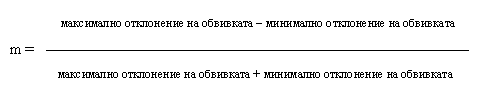 максимално отклонение на обвивката – минимално отклонение на обвивката
m =
максимално отклонение на обвивката + минимално отклонение на обвивката